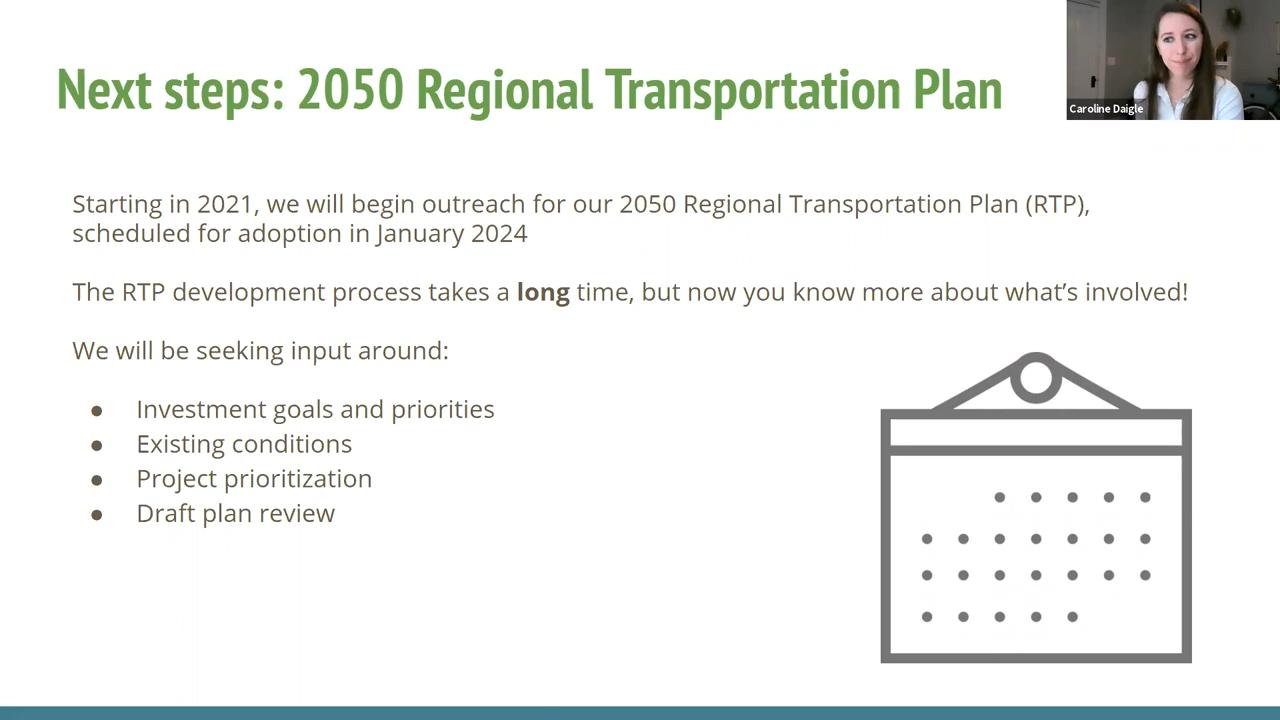 Next steps: 2050 Regional Transportation Plan
Caroline Daigle
Starting in 2021, we will begin outreach for our 2050 Regional Transportation Plan (RTP),
scheduled for adoption in January 2024
The RTP development process takes a long time, but now you know more about what’s involved!
We will be seeking input around:
● Investment goals and priorities
● Existing conditions
● Project prioritization
● Draft plan review